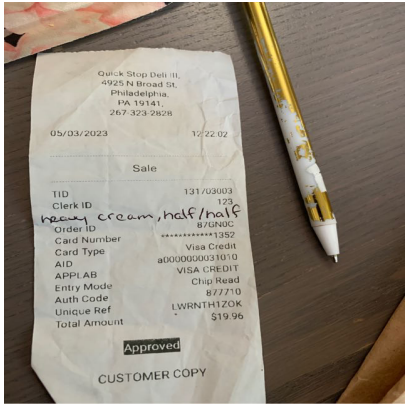 Quick Stop Deli III,
4925 N Broad St,
Philadelphia,
PA 19141,
267-323-2828
05/03/2023 12:22:02
Sale
TID 131703003
Clerk ID 123
heavy cream, half/half
Order ID 87GN0C
Card Number ************1352
Card Type Visa Credit
AID a0000000031010
APPLAB VISA CREDIT
Entry Mode Chip Read
Auth Code 877710
Unique Ref LWRNTH1ZOK
Total Amount $19.96
Approved
CUSTOMER COPY